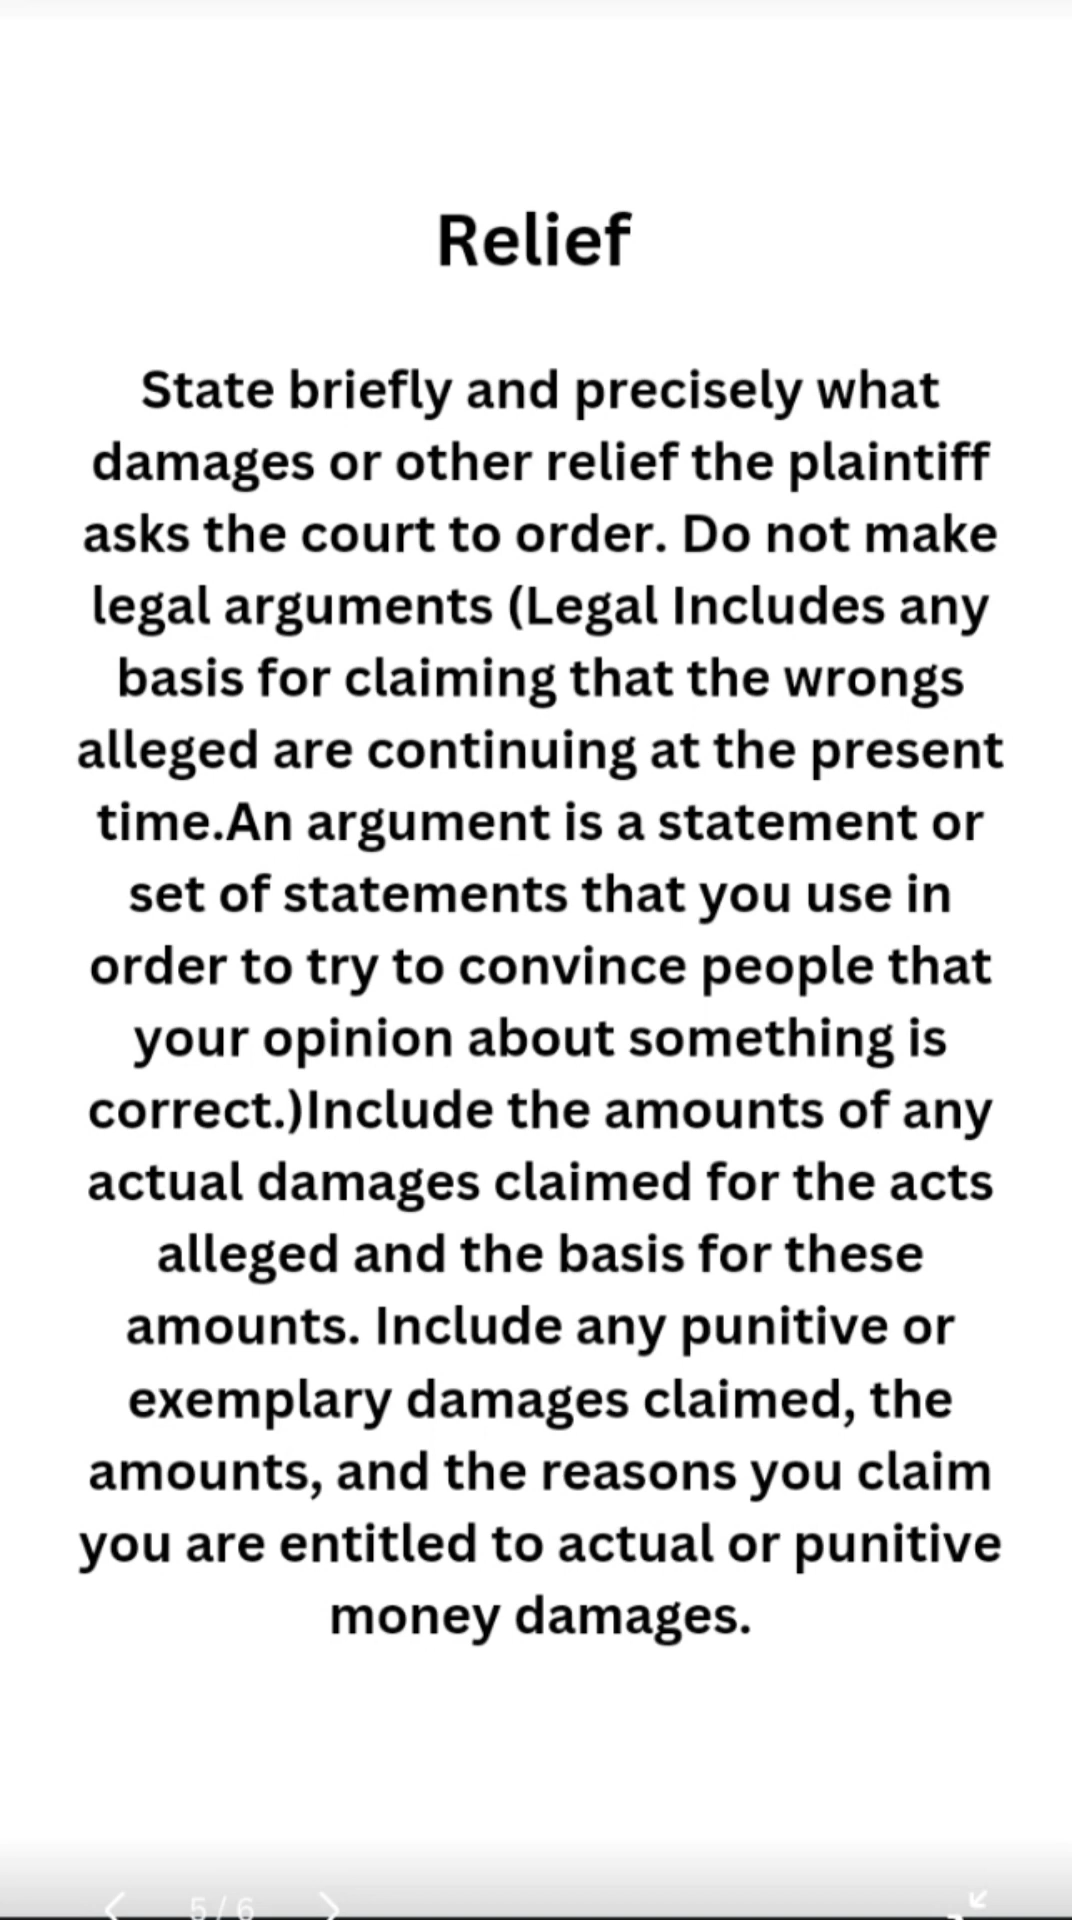 Relief
State briefly and precisely what
damages or other relief the plaintiff
asks the court to order. Do not make
legal arguments (Legal Includes any
basis for claiming that the wrongs
alleged are continuing at the present
time.An argument is a statement or
set of statements that you use in
order to try to convince people that
your opinion about something is
correct.)Include the amounts of any
actual damages claimed for the acts
alleged and the basis for these
amounts. Include any punitive or
exemplary damages claimed, the
amounts, and the reasons you claim
you are entitled to actual or punitive
money damages.
5 / 6